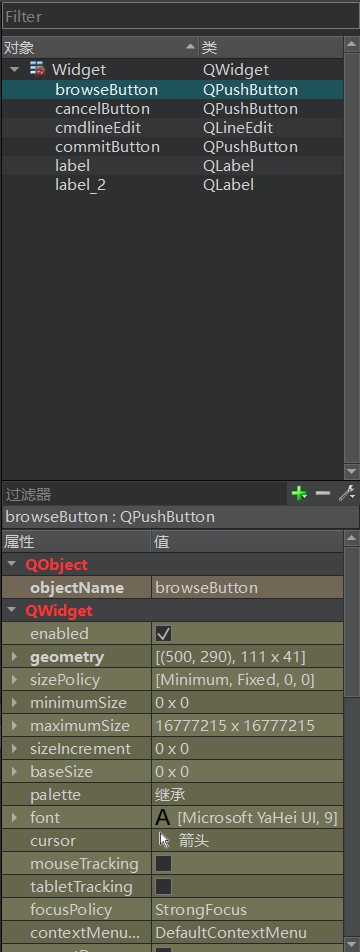 Filter
对象 类
Widget QWidget
browseButton QPushButton
cancelButton QPushButton
cmdlineEdit QLineEdit
commitButton QPushButton
label QLabel
label_2 QLabel
过滤器
browseButton : QPushButton
属性 值
QObject
objectName browseButton
QWidget
enabled
geometry [(500, 290), 111 x 41]
sizePolicy [Minimum, Fixed, 0, 0]
minimumSize 0 x 0
maximumSize 16777215 x 16777215
sizeIncrement 0 x 0
baseSize 0 x 0
palette 继承
font A [Microsoft YaHei UI, 9]
cursor 箭头
mouseTracking
tabletTracking
focusPolicy StrongFocus
contextMenu... DefaultContextMenu